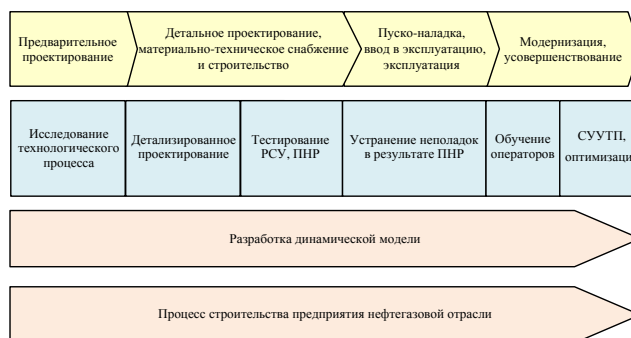 Предварительное
проектирование
Детальное проектирование,
материально-техническое снабжение
и строительство
Пуско-наладка,
ввод в эксплуатацию,
эксплуатация
Модернизация,
усовершенствование
Исследование
технологического
процесса
Детализированное
проектирование
Тестирование
РСУ, ПНР
Устранение неполадок
в результате ПНР
Обучение
операторов
СУУТП,
оптимизаци
Разработка динамической модели
Процесс строительства предприятия нефтегазовой отрасли